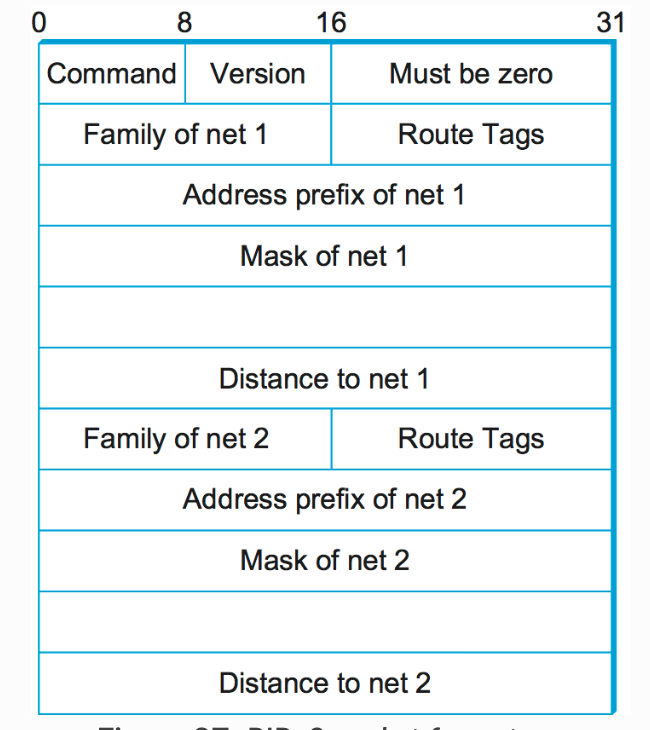 0 8 16 31
Command Version Must be zero
Family of net 1 Route Tags
Address prefix of net 1
Mask of net 1
Distance to net 1
Family of net 2 Route Tags
Address prefix of net 2
Mask of net 2
Distance to net 2